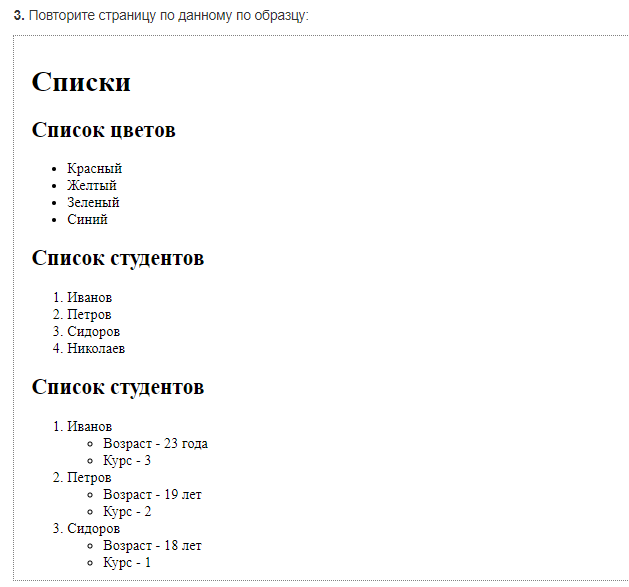 3. Повторите страницу по данному по образцу:
Списки
Список цветов
• Красный
• Желтый
• Зеленый
• Синий
Список студентов
1. Иванов
2. Петров
3. Сидоров
4. Николаев
Список студентов
1. Иванов
◦ Возраст - 23 года
◦ Курс - 3
2. Петров
◦ Возраст - 19 лет
◦ Курс - 2
3. Сидоров
◦ Возраст - 18 лет
◦ Курс - 1